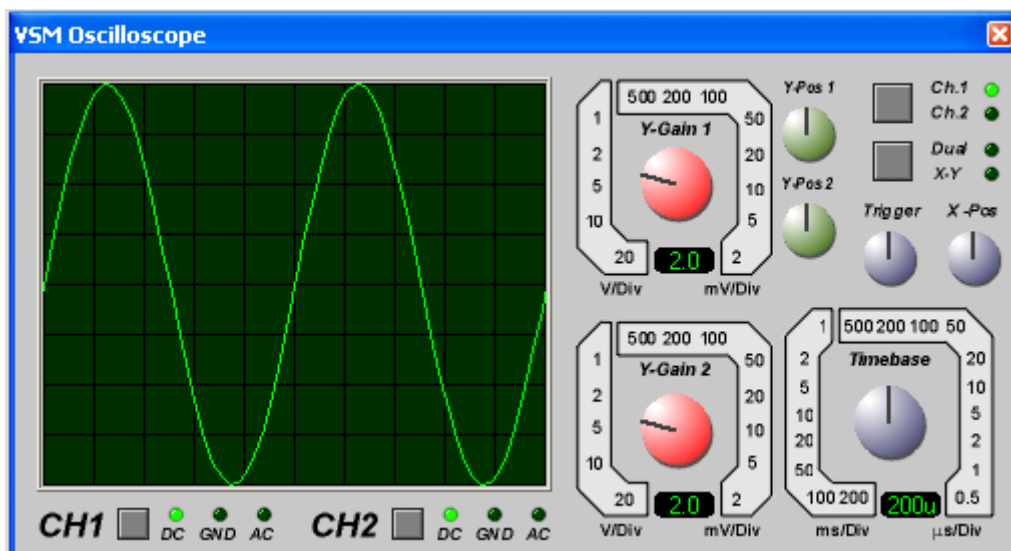 VSM Oscilloscope
500 200 100
1
2
5
10
20
50
20
10
5
2
Y-Gain 1
2.0
V/Div
mV/Div
Y-Pos 1
Y-Pos 2
Ch.1
Ch.2
Dual
X-Y
Trigger
X -Pos
500 200 100
1
2
5
10
20
50
20
10
5
2
Y-Gain 2
2.0
V/Div
mV/Div
1
500 200 100 50
2
5
10
20
50
100 200
20
10
5
2
1
0.5
Timebase
200u
ms/Div
µs/Div
CH1
DC
GND
AC
CH2
DC
GND
AC